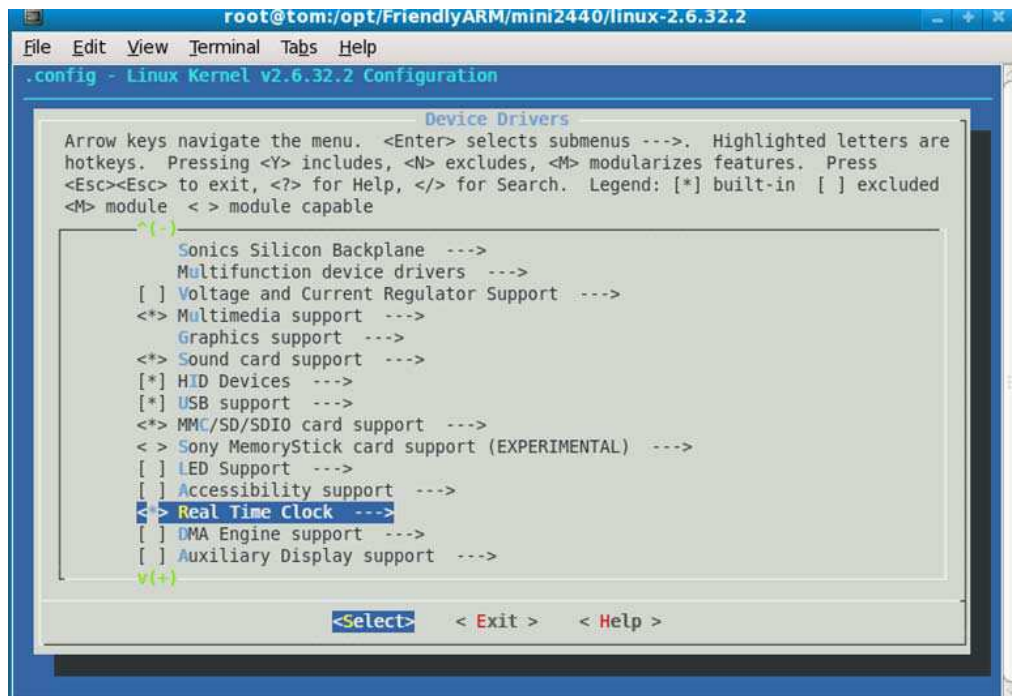 root@tom:/opt/FriendlyARM/mini2440/linux-2.6.32.2
File Edit View Terminal Tabs Help
.config - Linux Kernel v2.6.32.2 Configuration
Device Drivers
Arrow keys navigate the menu. <Enter> selects submenus --->. Highlighted letters are
hotkeys. Pressing <Y> includes, <N> excludes, <M> modularizes features. Press
<Esc><Esc> to exit, <?> for Help, </> for Search. Legend: [*] built-in [ ] excluded
<M> module < > module capable
^(-)
Sonics Silicon Backplane --->
Multifunction device drivers --->
[ ] Voltage and Current Regulator Support --->
<*> Multimedia support --->
Graphics support --->
<*> Sound card support --->
[*] HID Devices --->
[*] USB support --->
<*> MMC/SD/SDIO card support --->
< > Sony MemoryStick card support (EXPERIMENTAL) --->
[ ] LED Support --->
[ ] Accessibility support --->
<*> Real Time Clock --->
[ ] DMA Engine support --->
[ ] Auxiliary Display support --->
v(+)
<Select> < Exit > < Help >